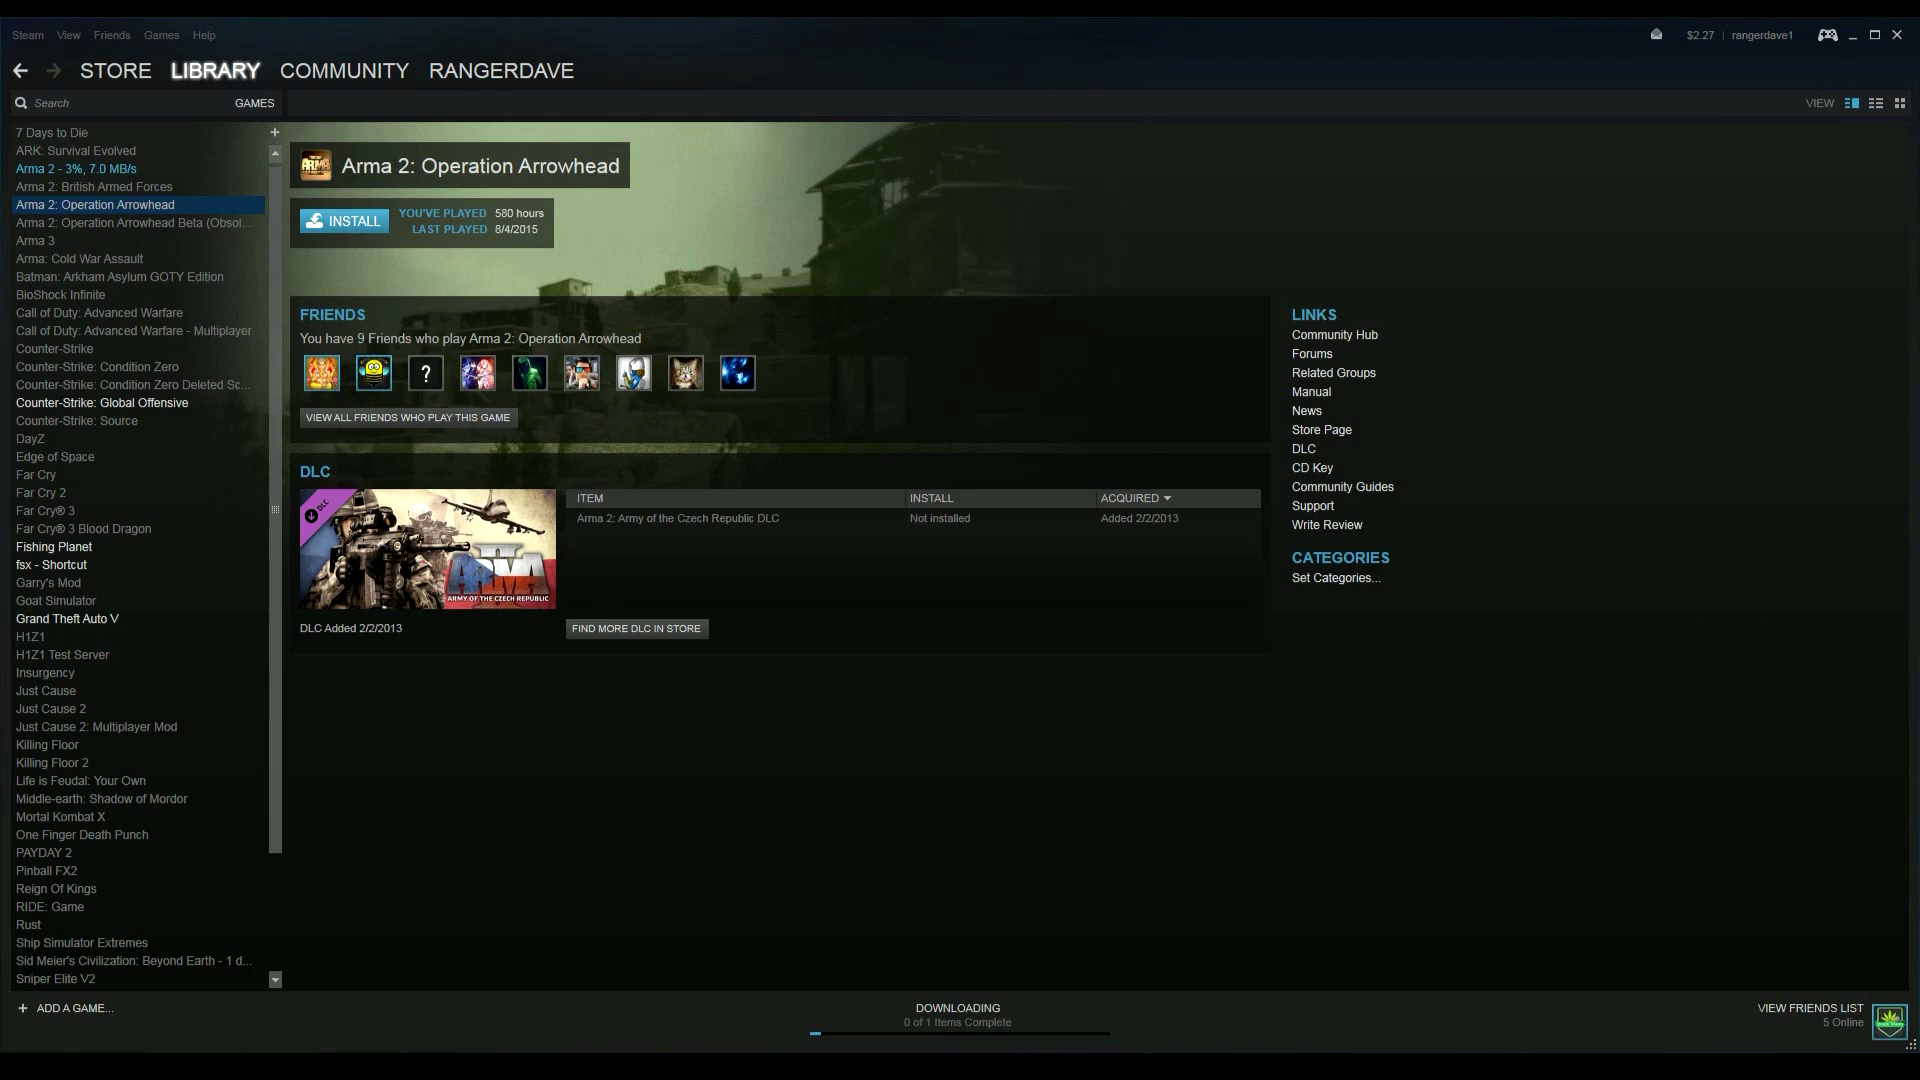 Steam View Friends Games Help
$2.27 | rangerdave1
STORE LIBRARY COMMUNITY RANGERDAVE
Search GAMES
VIEW
7 Days to Die
ARK: Survival Evolved
Arma 2 - 3%, 7.0 MB/s
Arma 2: British Armed Forces
Arma 2: Operation Arrowhead
Arma 2: Operation Arrowhead Beta (Obsol...
Arma 3
Arma: Cold War Assault
Batman: Arkham Asylum GOTY Edition
BioShock Infinite
Call of Duty: Advanced Warfare
Call of Duty: Advanced Warfare - Multiplayer
Counter-Strike
Counter-Strike: Condition Zero
Counter-Strike: Condition Zero Deleted Sc...
Counter-Strike: Global Offensive
Counter-Strike: Source
DayZ
Edge of Space
Far Cry
Far Cry 2
Far Cry® 3
Far Cry® 3 Blood Dragon
Fishing Planet
fsx - Shortcut
Garry's Mod
Goat Simulator
Grand Theft Auto V
H1Z1
H1Z1 Test Server
Insurgency
Just Cause
Just Cause 2
Just Cause 2: Multiplayer Mod
Killing Floor
Killing Floor 2
Life is Feudal: Your Own
Middle-earth: Shadow of Mordor
Mortal Kombat X
One Finger Death Punch
PAYDAY 2
Pinball FX2
Reign Of Kings
RIDE: Game
Rust
Ship Simulator Extremes
Sid Meier's Civilization: Beyond Earth - 1 d...
Sniper Elite V2
ARMA
Arma 2: Operation Arrowhead
INSTALL
YOU'VE PLAYED 580 hours
LAST PLAYED 8/4/2015
FRIENDS
You have 9 Friends who play Arma 2: Operation Arrowhead
?
VIEW ALL FRIENDS WHO PLAY THIS GAME
DLC
DLC
ARMA
ARMY OF THE CZECH REPUBLIC
DLC Added 2/2/2013
ITEM INSTALL ACQUIRED
Arma 2: Army of the Czech Republic DLC Not installed Added 2/2/2013
FIND MORE DLC IN STORE
LINKS
Community Hub
Forums
Related Groups
Manual
News
Store Page
DLC
CD Key
Community Guides
Support
Write Review
CATEGORIES
Set Categories...
+ ADD A GAME...
DOWNLOADING
0 of 1 Items Complete
VIEW FRIENDS LIST
5 Online